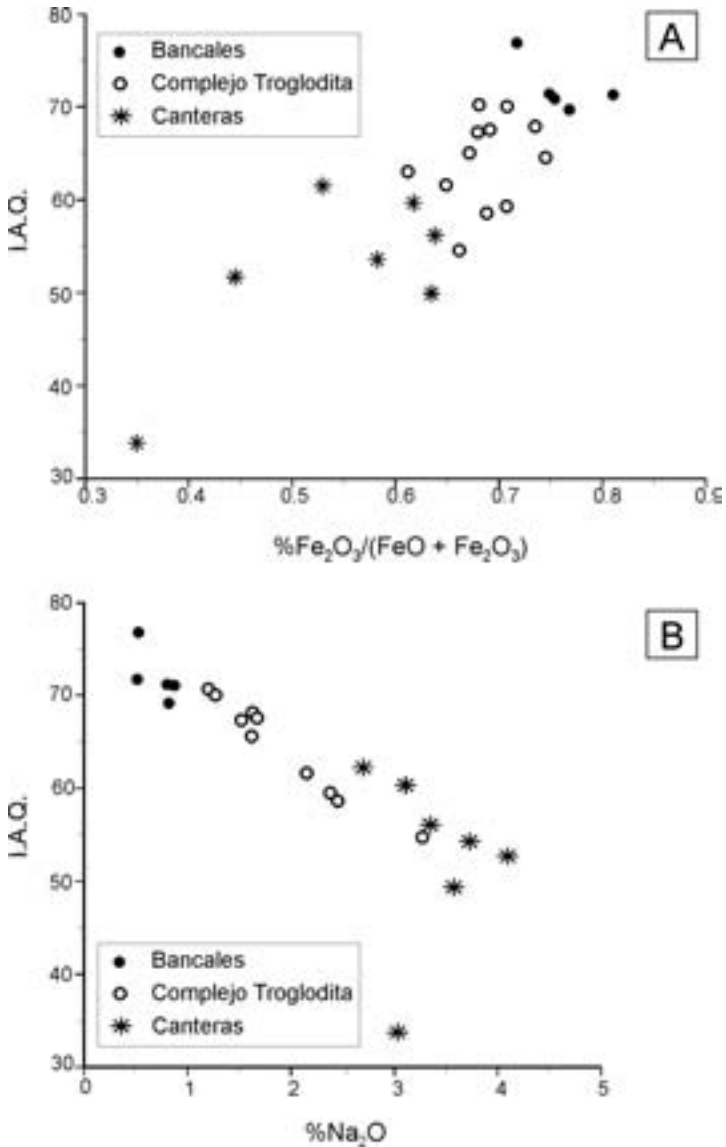 80
A
Bancales
Complejo Troglodita
Canteras
70
60
I.A.Q.
50
40
30
0.3 0.4 0.5 0.6 0.7 0.8 0.9
%Fe₂O₃/(FeO + Fe₂O₃)
80
B
70
60
I.A.Q.
50
Bancales
40
Complejo Troglodita
Canteras
30
0 1 2 3 4 5
%Na₂O